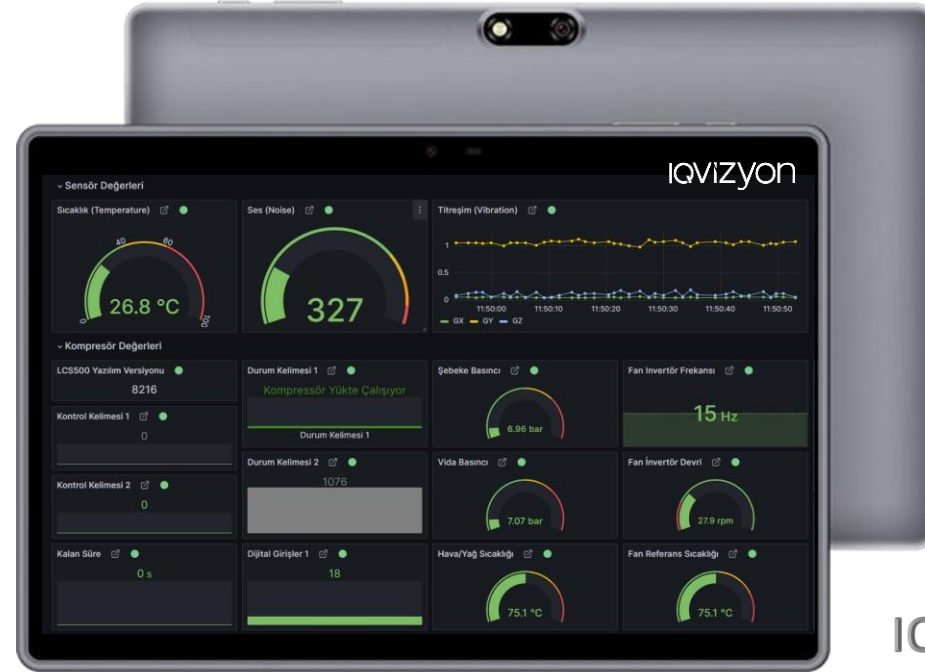 IQVIZYON
Sensör Değerleri
Sıcaklık (Temperature)
40
60
0
100
26.8 °C
Ses (Noise)
327
Titreşim (Vibration)
1
0.5
0
11:50:00 11:50:10 11:50:20 11:50:30 11:50:40 11:50:50
GX GY GZ
Kompresör Değerleri
LCS500 Yazılım Versiyonu
8216
Durum Kelimesi 1
Kompressör Yükte Çalışıyor
Durum Kelimesi 1
Şebeke Basıncı
6.96 bar
Fan Invertör Frekansı
15 Hz
Kontrol Kelimesi 1
0
Durum Kelimesi 2
1076
Vida Basıncı
7.07 bar
Fan İnvertör Devri
27.9 rpm
Kontrol Kelimesi 2
0
Kalan Süre
0 s
Dijital Girişler 1
18
Hava/Yağ Sıcaklığı
75.1 °C
Fan Referans Sıcaklığı
75.1 °C